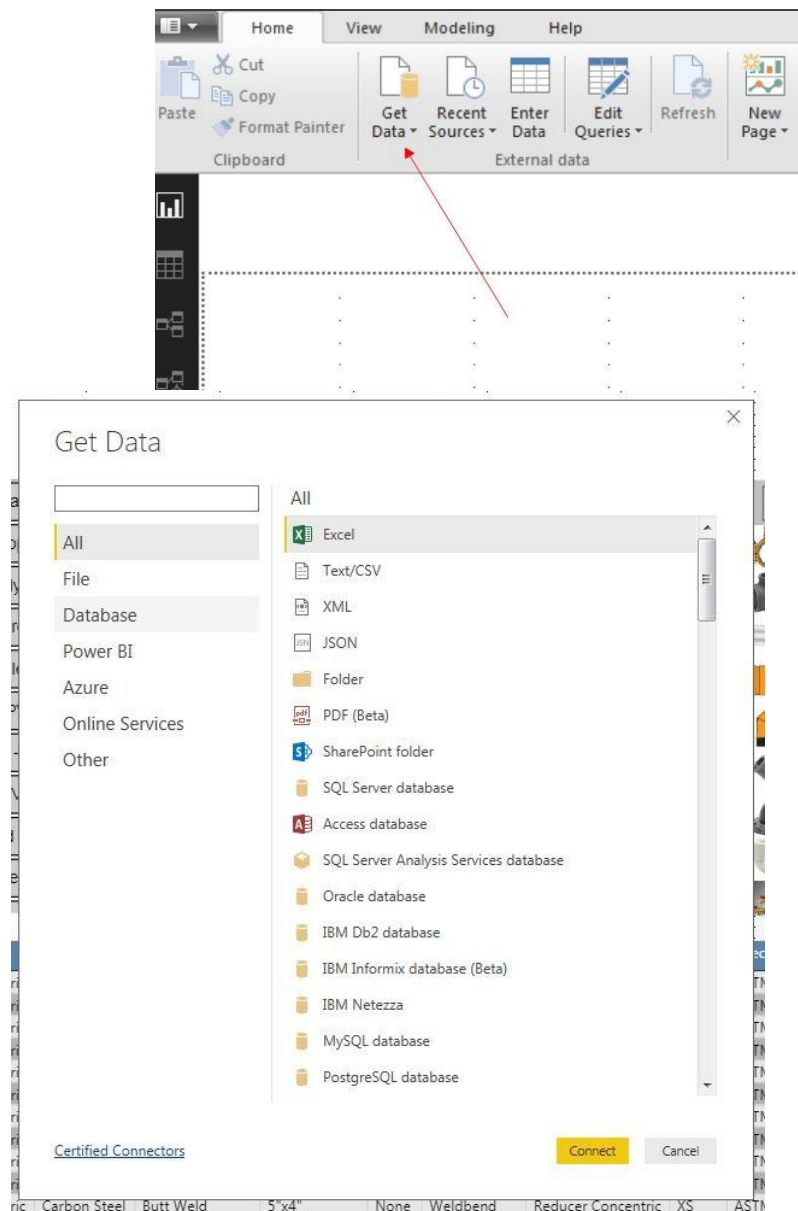 Home View Modeling Help
Cut
Copy
Format Painter
Paste
Get Data
Recent Sources
Enter Data
Edit Queries
Refresh
New Page
Clipboard
External data
Get Data
All
File
Database
Power BI
Azure
Online Services
Other
All
Excel
Text/CSV
XML
JSON
Folder
PDF (Beta)
SharePoint folder
SQL Server database
Access database
SQL Server Analysis Services database
Oracle database
IBM Db2 database
IBM Informix database (Beta)
IBM Netezza
MySQL database
PostgreSQL database
Certified Connectors
Connect Cancel
Carbon Steel Butt Weld 5"x4" None Weldbend Reducer Concentric XS